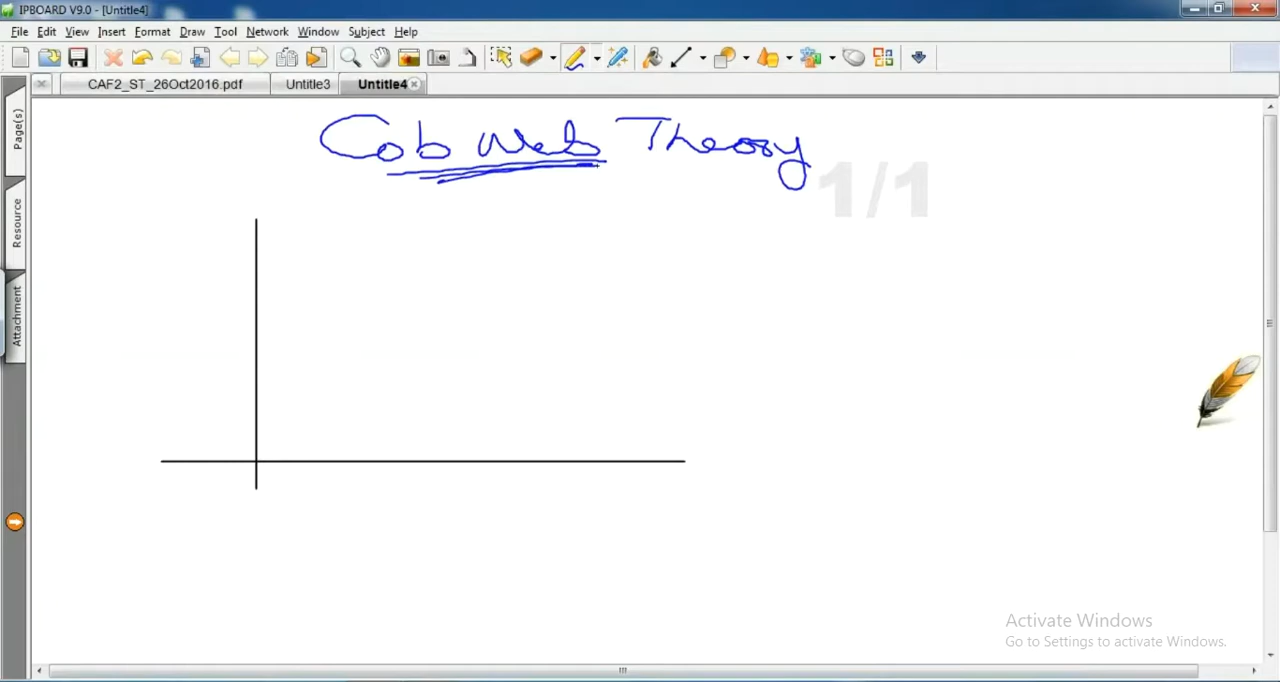 IPBOARD V9.0 - [Untitle4]
File Edit View Insert Format Draw Tool Network Window Subject Help
CAF2_ST_26Oct2016.pdf Untitle3 Untitle4
Cob Web Theory
1/1
Page(s)
Resource
Attachment
Activate Windows
Go to Settings to activate Windows.